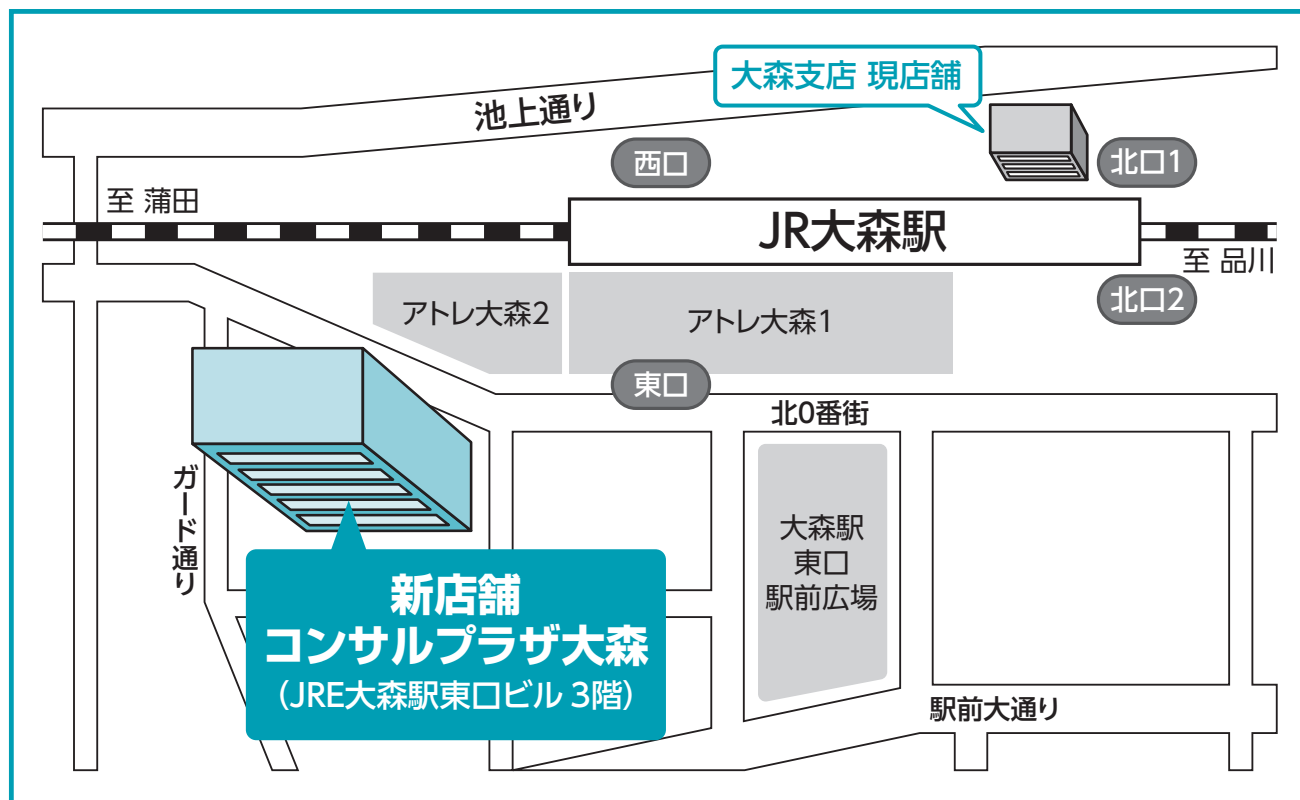 大森支店 現店舗
池上通り
西口
北口1
至 蒲田
JR大森駅
至 品川
北口2
アトレ大森2
アトレ大森1
東口
北0番街
ガード通り
大森駅
東口
駅前広場
新店舗
コンサルプラザ大森
（JRE大森駅東口ビル 3階）
駅前大通り